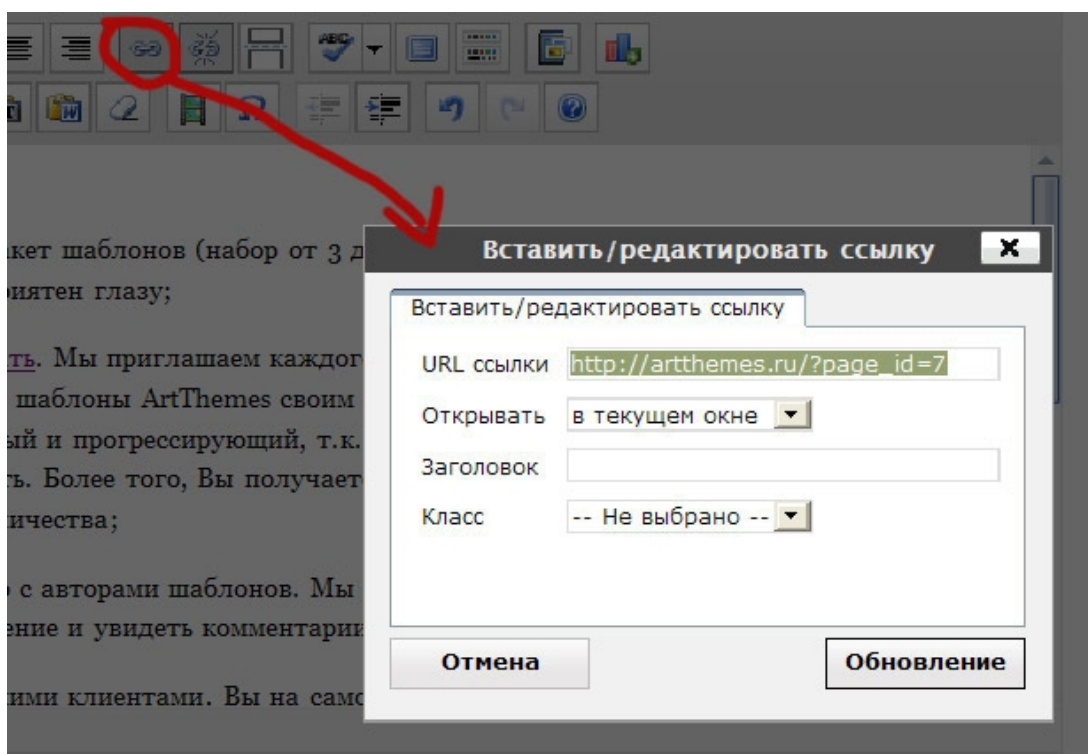 ABC
W
Ω
акет шаблонов (набор от 3 д
риятен глазу;
ть. Мы приглашаем каждог
шаблоны ArtThemes своим
ый и прогрессирующий, т.к.
ть. Более того, Вы получает
ичества;
с авторами шаблонов. Мы
ение и увидеть комментарии
ими клиентами. Вы на само
Вставить/редактировать ссылку
x
Вставить/редактировать ссылку
URL ссылки http://artthemes.ru/?page_id=7
Открывать в текущем окне
Заголовок
Класс -- Не выбрано --
Отмена Обновление